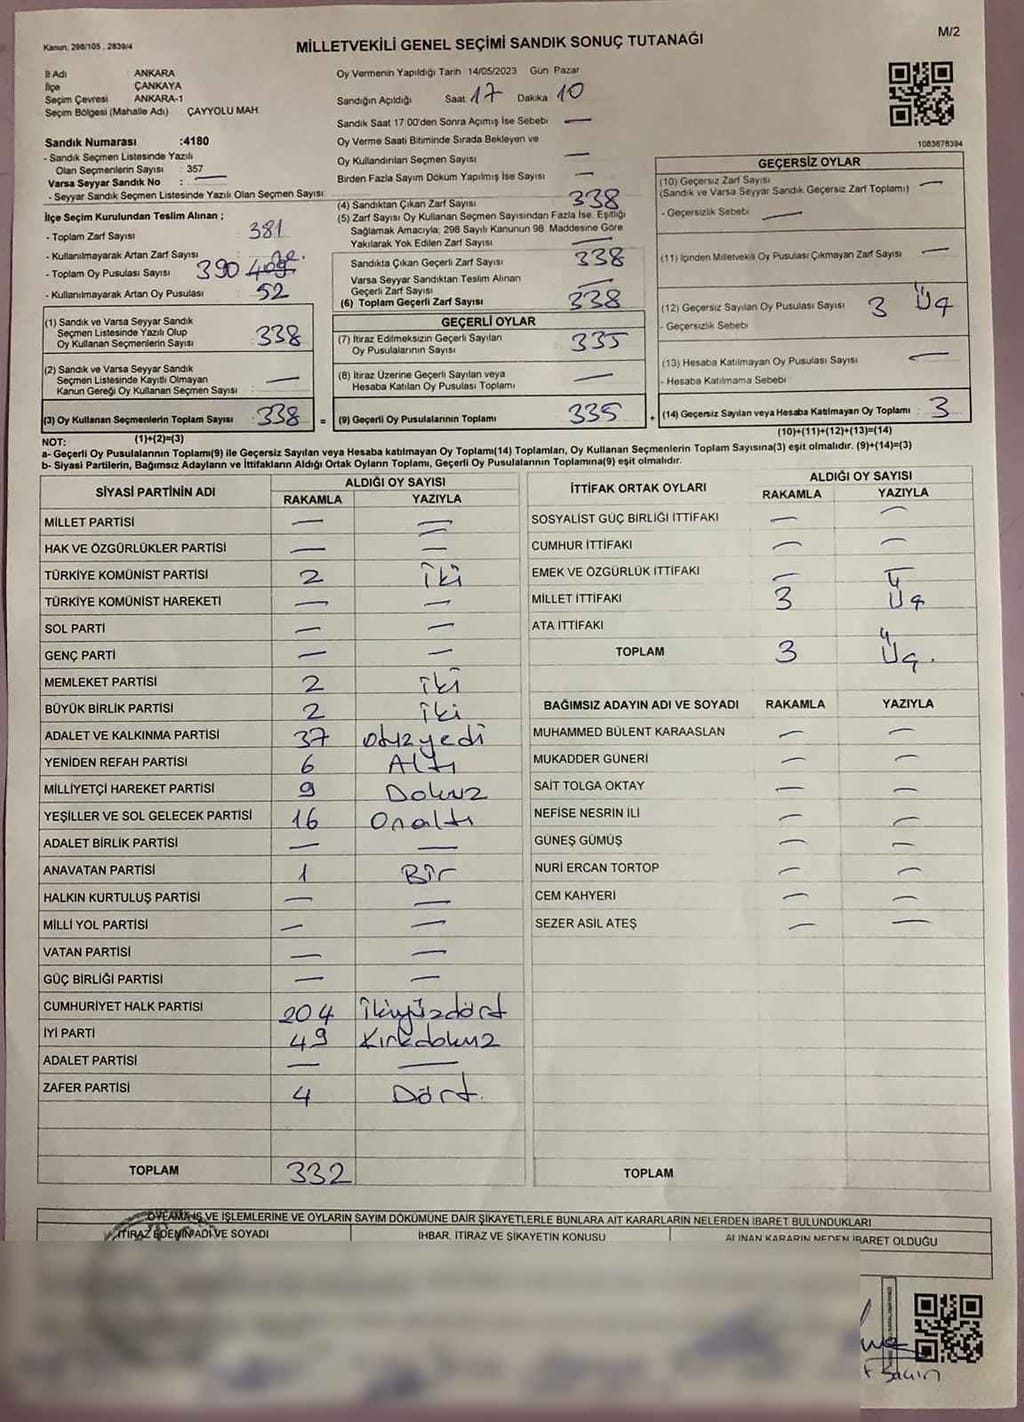 Kanun, 298/105 , 2839/4
MİLLETVEKİLİ GENEL SEÇİMİ SANDIK SONUÇ TUTANAĞI
M/2
İl Adı ANKARA
İlçe ÇANKAYA
Seçim Çevresi ANKARA-1
Seçim Bölgesi (Mahalle Adı) ÇAYYOLU MAH.
Sandık Numarası :4180
- Sandık Seçmen Listesinde Yazılı
Olan Seçmenlerin Sayısı : 357
Varsa Seyyar Sandık No : —
- Seyyar Sandık Seçmen Listesinde Yazılı Olan Seçmen Sayısı:
İlçe Seçim Kurulundan Teslim Alınan ;
- Toplam Zarf Sayısı 381
- Kullanılmayarak Artan Zarf Sayısı
- Toplam Oy Pusulası Sayısı 390
- Kullanılmayarak Artan Oy Pusulası 52
(1) Sandık ve Varsa Seyyar Sandık
Seçmen Listesinde Yazılı Olup
Oy Kullanan Seçmenlerin Sayısı 338
(2) Sandık ve Varsa Seyyar Sandık
Seçmen Listesinde Kayıtlı Olmayan
Kanun Gereği Oy Kullanan Seçmen Sayısı —
(3) Oy Kullanan Seçmenlerin Toplam Sayısı 338 =
(1)+(2)=(3)
Oy Vermenin Yapıldığı Tarih 14/05/2023 Gün Pazar
Sandığın Açıldığı Saat 17 Dakika 10
Sandık Saat 17:00'den Sonra Açımış İse Sebebi —
Oy Verme Saati Bitiminde Sırada Bekleyen ve
Oy Kullandırılan Seçmen Sayısı —
Birden Fazla Sayım Döküm Yapılmış İse Sayısı —
(4) Sandıktan Çıkan Zarf Sayısı 338
(5) Zarf Sayısı Oy Kullanan Seçmen Sayısından Fazla İse, Eşitliği
Sağlamak Amacıyla; 298 Sayılı Kanunun 98. Maddesine Göre
Yakılarak Yok Edilen Zarf Sayısı —
Sandıkta Çıkan Geçerli Zarf Sayısı 338
Varsa Seyyar Sandıktan Teslim Alınan
Geçerli Zarf Sayısı —
(6) Toplam Geçerli Zarf Sayısı 338
GEÇERLİ OYLAR
(7) İtiraz Edilmeksizin Geçerli Sayılan
Oy Pusulalarının Sayısı 335
(8) İtiraz Üzerine Geçerli Sayılan veya
Hesaba Katılan Oy Pusulası Toplamı —
(9) Geçerli Oy Pusulalarının Toplamı 335 +
1083678394
GEÇERSİZ OYLAR
(10) Geçersiz Zarf Sayısı
(Sandık ve Varsa Seyyar Sandık Geçersiz Zarf Toplamı) —
- Geçersizlik Sebebi —
(11) İçinden Milletvekili Oy Pusulası Çıkmayan Zarf Sayısı —
(12) Geçersiz Sayılan Oy Pusulası Sayısı 3 Üç
- Geçersizlik Sebebi
(13) Hesaba Katılmayan Oy Pusulası Sayısı —
- Hesaba Katılmama Sebebi
(14) Geçersiz Sayılan veya Hesaba Katılmayan Oy Toplamı 3
(10)+(11)+(12)+(13)=(14)
NOT:
a- Geçerli Oy Pusulalarının Toplamı(9) ile Geçersiz Sayılan veya Hesaba katılmayan Oy Toplamı(14) Toplamları, Oy Kullanan Seçmenlerin Toplam Sayısına(3) eşit olmalıdır. (9)+(14)=(3)
b- Siyasi Partilerin, Bağımsız Adayların ve İttifakların Aldığı Ortak Oyların Toplamı, Geçerli Oy Pusulalarının Toplamına(9) eşit olmalıdır.
SİYASİ PARTİNİN ADI ALDIĞI OY SAYISI
RAKAMLA YAZIYLA
MİLLET PARTİSİ — —
HAK VE ÖZGÜRLÜKLER PARTİSİ — —
TÜRKİYE KOMÜNİST PARTİSİ 2 iki
TÜRKİYE KOMÜNİST HAREKETİ — —
SOL PARTİ — —
GENÇ PARTİ — —
MEMLEKET PARTİSİ 2 iki
BÜYÜK BİRLİK PARTİSİ 2 iki
ADALET VE KALKINMA PARTİSİ 37 otuzyedi
YENİDEN REFAH PARTİSİ 6 Altı
MİLLİYETÇİ HAREKET PARTİSİ 9 Dokuz
YEŞİLLER VE SOL GELECEK PARTİSİ 16 Onaltı
ADALET BİRLİK PARTİSİ — —
ANAVATAN PARTİSİ 1 Bir
HALKIN KURTULUŞ PARTİSİ — —
MİLLİ YOL PARTİSİ — —
VATAN PARTİSİ — —
GÜÇ BİRLİĞİ PARTİSİ — —
CUMHURİYET HALK PARTİSİ 204 ikiyüzdört
İYİ PARTİ 49 Kırkdokuz
ADALET PARTİSİ — —
ZAFER PARTİSİ 4 Dört.
TOPLAM 332
İTTİFAK ORTAK OYLARI ALDIĞI OY SAYISI
RAKAMLA YAZIYLA
SOSYALİST GÜÇ BİRLİĞİ İTTİFAKI — —
CUMHUR İTTİFAKI — —
EMEK VE ÖZGÜRLÜK İTTİFAKI — —
MİLLET İTTİFAKI 3 Üç
ATA İTTİFAKI
TOPLAM 3 Üç.
BAĞIMSIZ ADAYIN ADI VE SOYADI RAKAMLA YAZIYLA
MUHAMMED BÜLENT KARAASLAN — —
MUKADDER GÜNERİ — —
SAİT TOLGA OKTAY — —
NEFİSE NESRİN İLİ — —
GÜNEŞ GÜMÜŞ — —
NURİ ERCAN TORTOP — —
CEM KAHYERİ — —
SEZER ASİL ATEŞ — —
TOPLAM
OYLAMA İŞ VE İŞLEMLERİNE VE OYLARIN SAYIM DÖKÜMÜNE DAİR ŞİKAYETLERLE BUNLARA AİT KARARLARIN NELERDEN İBARET BULUNDUKLARI
İTİRAZ EDENİN ADI VE SOYADI İHBAR, İTİRAZ VE ŞİKAYETİN KONUSU ALINAN KARARIN NEDEN İBARET OLDUĞU